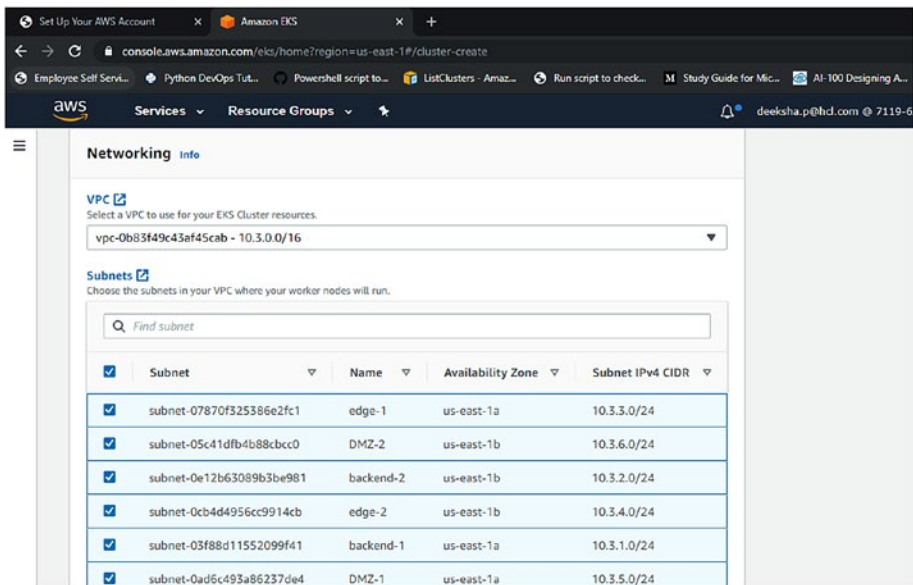 Set Up Your AWS Account × Amazon EKS × +
console.aws.amazon.com/eks/home?region=us-east-1#/cluster-create
Employee Self Servi... Python DevOps Tut... Powershell script to... ListClusters - Amaz... Run script to check... M Study Guide for Mic... AI-100 Designing A...
aws Services Resource Groups deeksha.p@hcl.com @ 7119-6
Networking Info
VPC
Select a VPC to use for your EKS Cluster resources.
vpc-0b83f49c43af45cab - 10.3.0.0/16
Subnets
Choose the subnets in your VPC where your worker nodes will run.
Find subnet
Subnet Name Availability Zone Subnet IPv4 CIDR
subnet-07870f325386e2fc1 edge-1 us-east-1a 10.3.3.0/24
subnet-05c41dfb4b88cbcc0 DMZ-2 us-east-1b 10.3.6.0/24
subnet-0e12b63089b3be981 backend-2 us-east-1b 10.3.2.0/24
subnet-0cb4d4956cc9914cb edge-2 us-east-1b 10.3.4.0/24
subnet-03f88d11552099f41 backend-1 us-east-1a 10.3.1.0/24
subnet-0ad6c493a86237de4 DMZ-1 us-east-1a 10.3.5.0/24